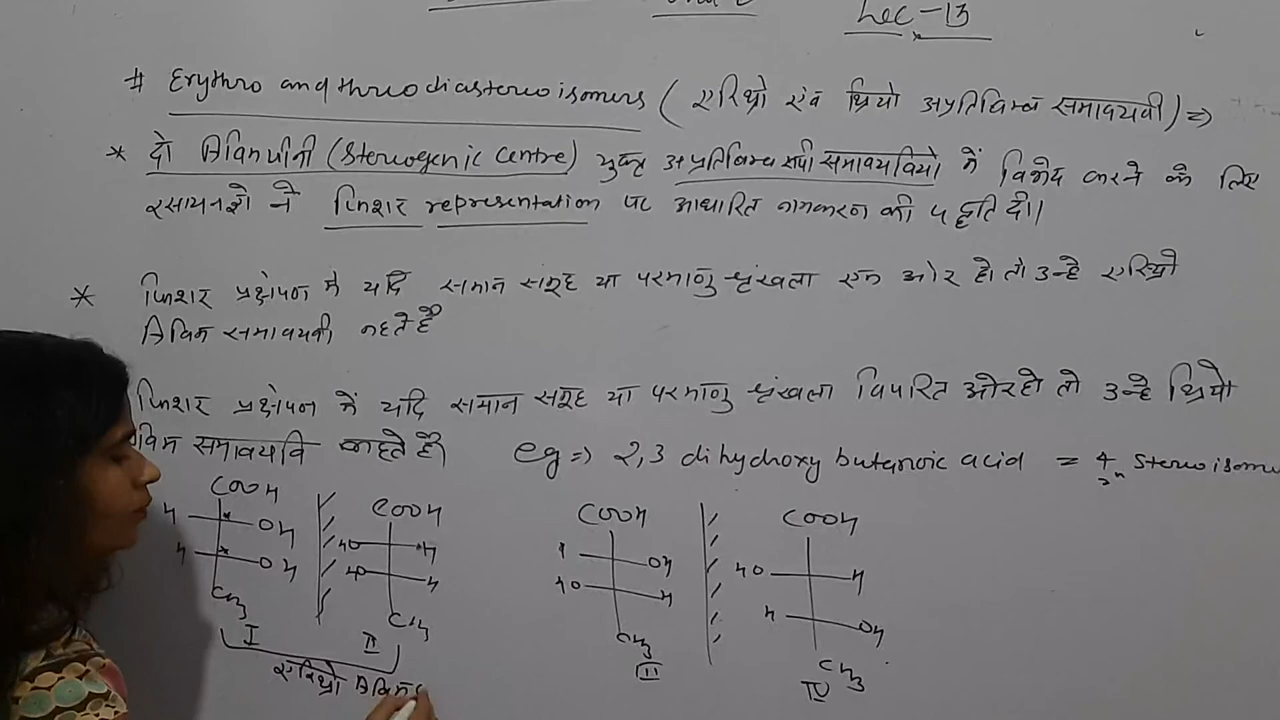 Lec-13
# Erythro and threo diastereoisomers (एरिथ्रो एंव थ्रियो अप्रतिविम्व समावयवी) ⇒
* दो त्रिविमयीनी (Stereogenic Centre) युक्त अप्रतिविम्व रूपी समावयवियो में विभेद करने के लिए
रसायनज्ञो ने फिशर representation पर आधारित नामकरण की पद्धति दी।
* फिशर प्रक्षेपण मे यदि समान समूह या परमाणु श्रृंखला एक ओर हो तो उन्हे एरिथ्रो
त्रिविम समावयवी कहते है
फिशर प्रक्षेपण में यदि समान समूह या परमाणु श्रृंखला विपरित ओर हो तो उन्हे थ्रियो
विम समावयवि कहते है।
eg ⇒ 2,3 dihydroxy butanoic acid = 4 Stereoisome
2ⁿ
COOH COOH COOH COOH
H OH HO H H OH HO H
H OH HO H HO H H OH
CH3 CH3 CH3 CH3
I II III IV
एरिथ्रो त्रिविम